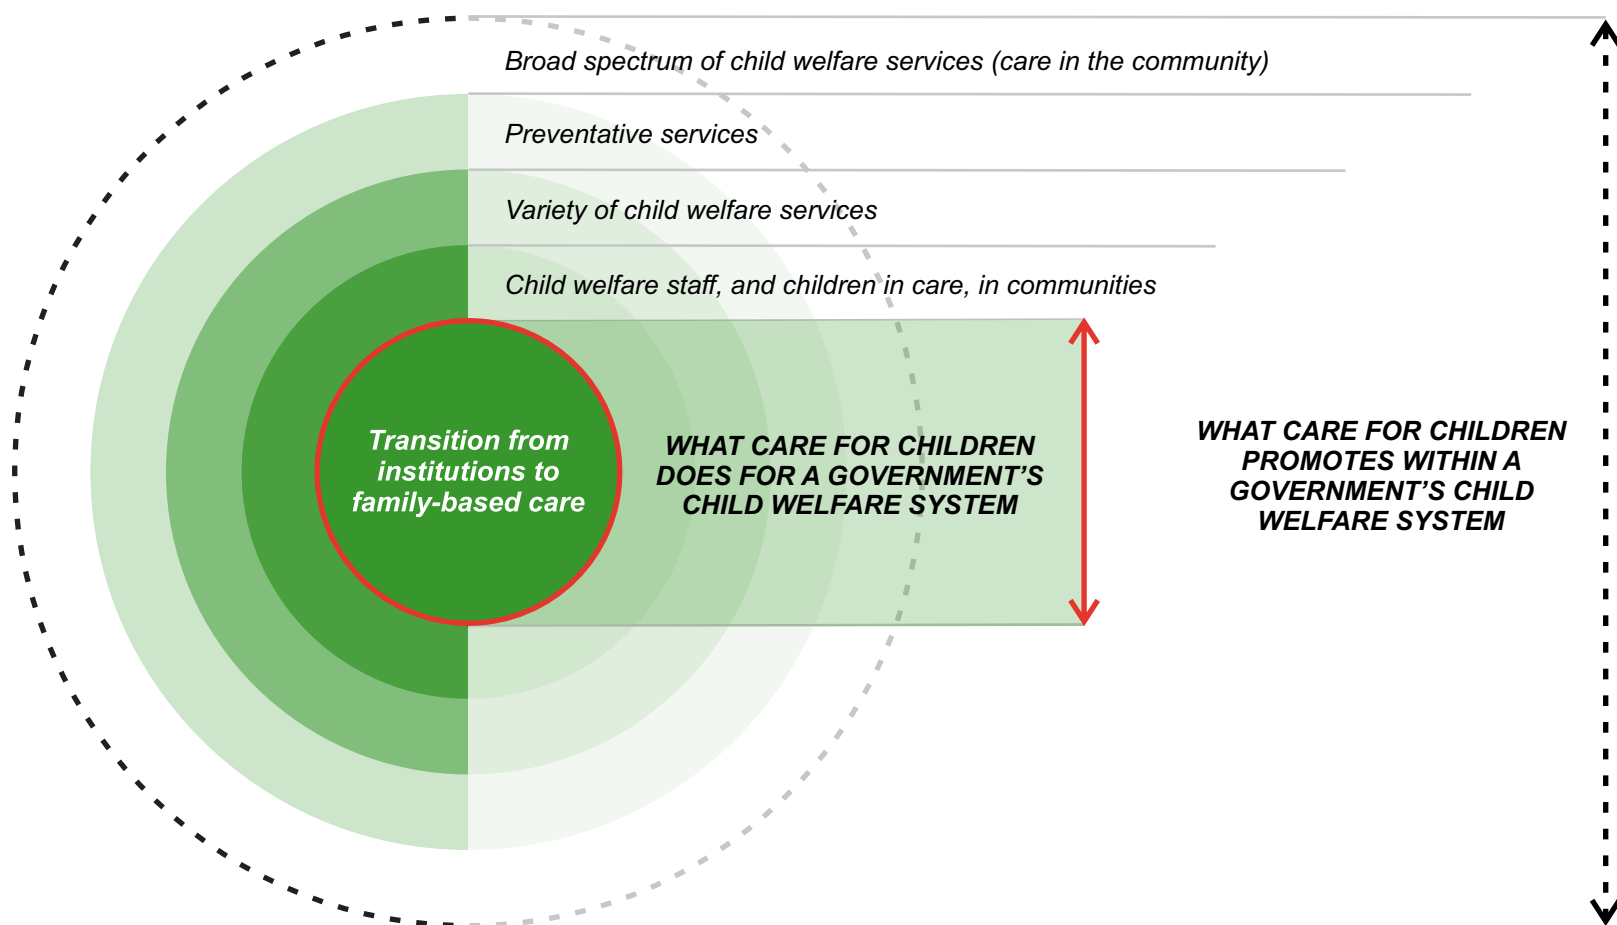 Broad spectrum of child welfare services (care in the community)
Preventative services
Variety of child welfare services
Child welfare staff, and children in care, in communities
Transition from
institutions to
family-based care
WHAT CARE FOR CHILDREN
DOES FOR A GOVERNMENT’S
CHILD WELFARE SYSTEM
WHAT CARE FOR CHILDREN
PROMOTES WITHIN A
GOVERNMENT’S CHILD
WELFARE SYSTEM